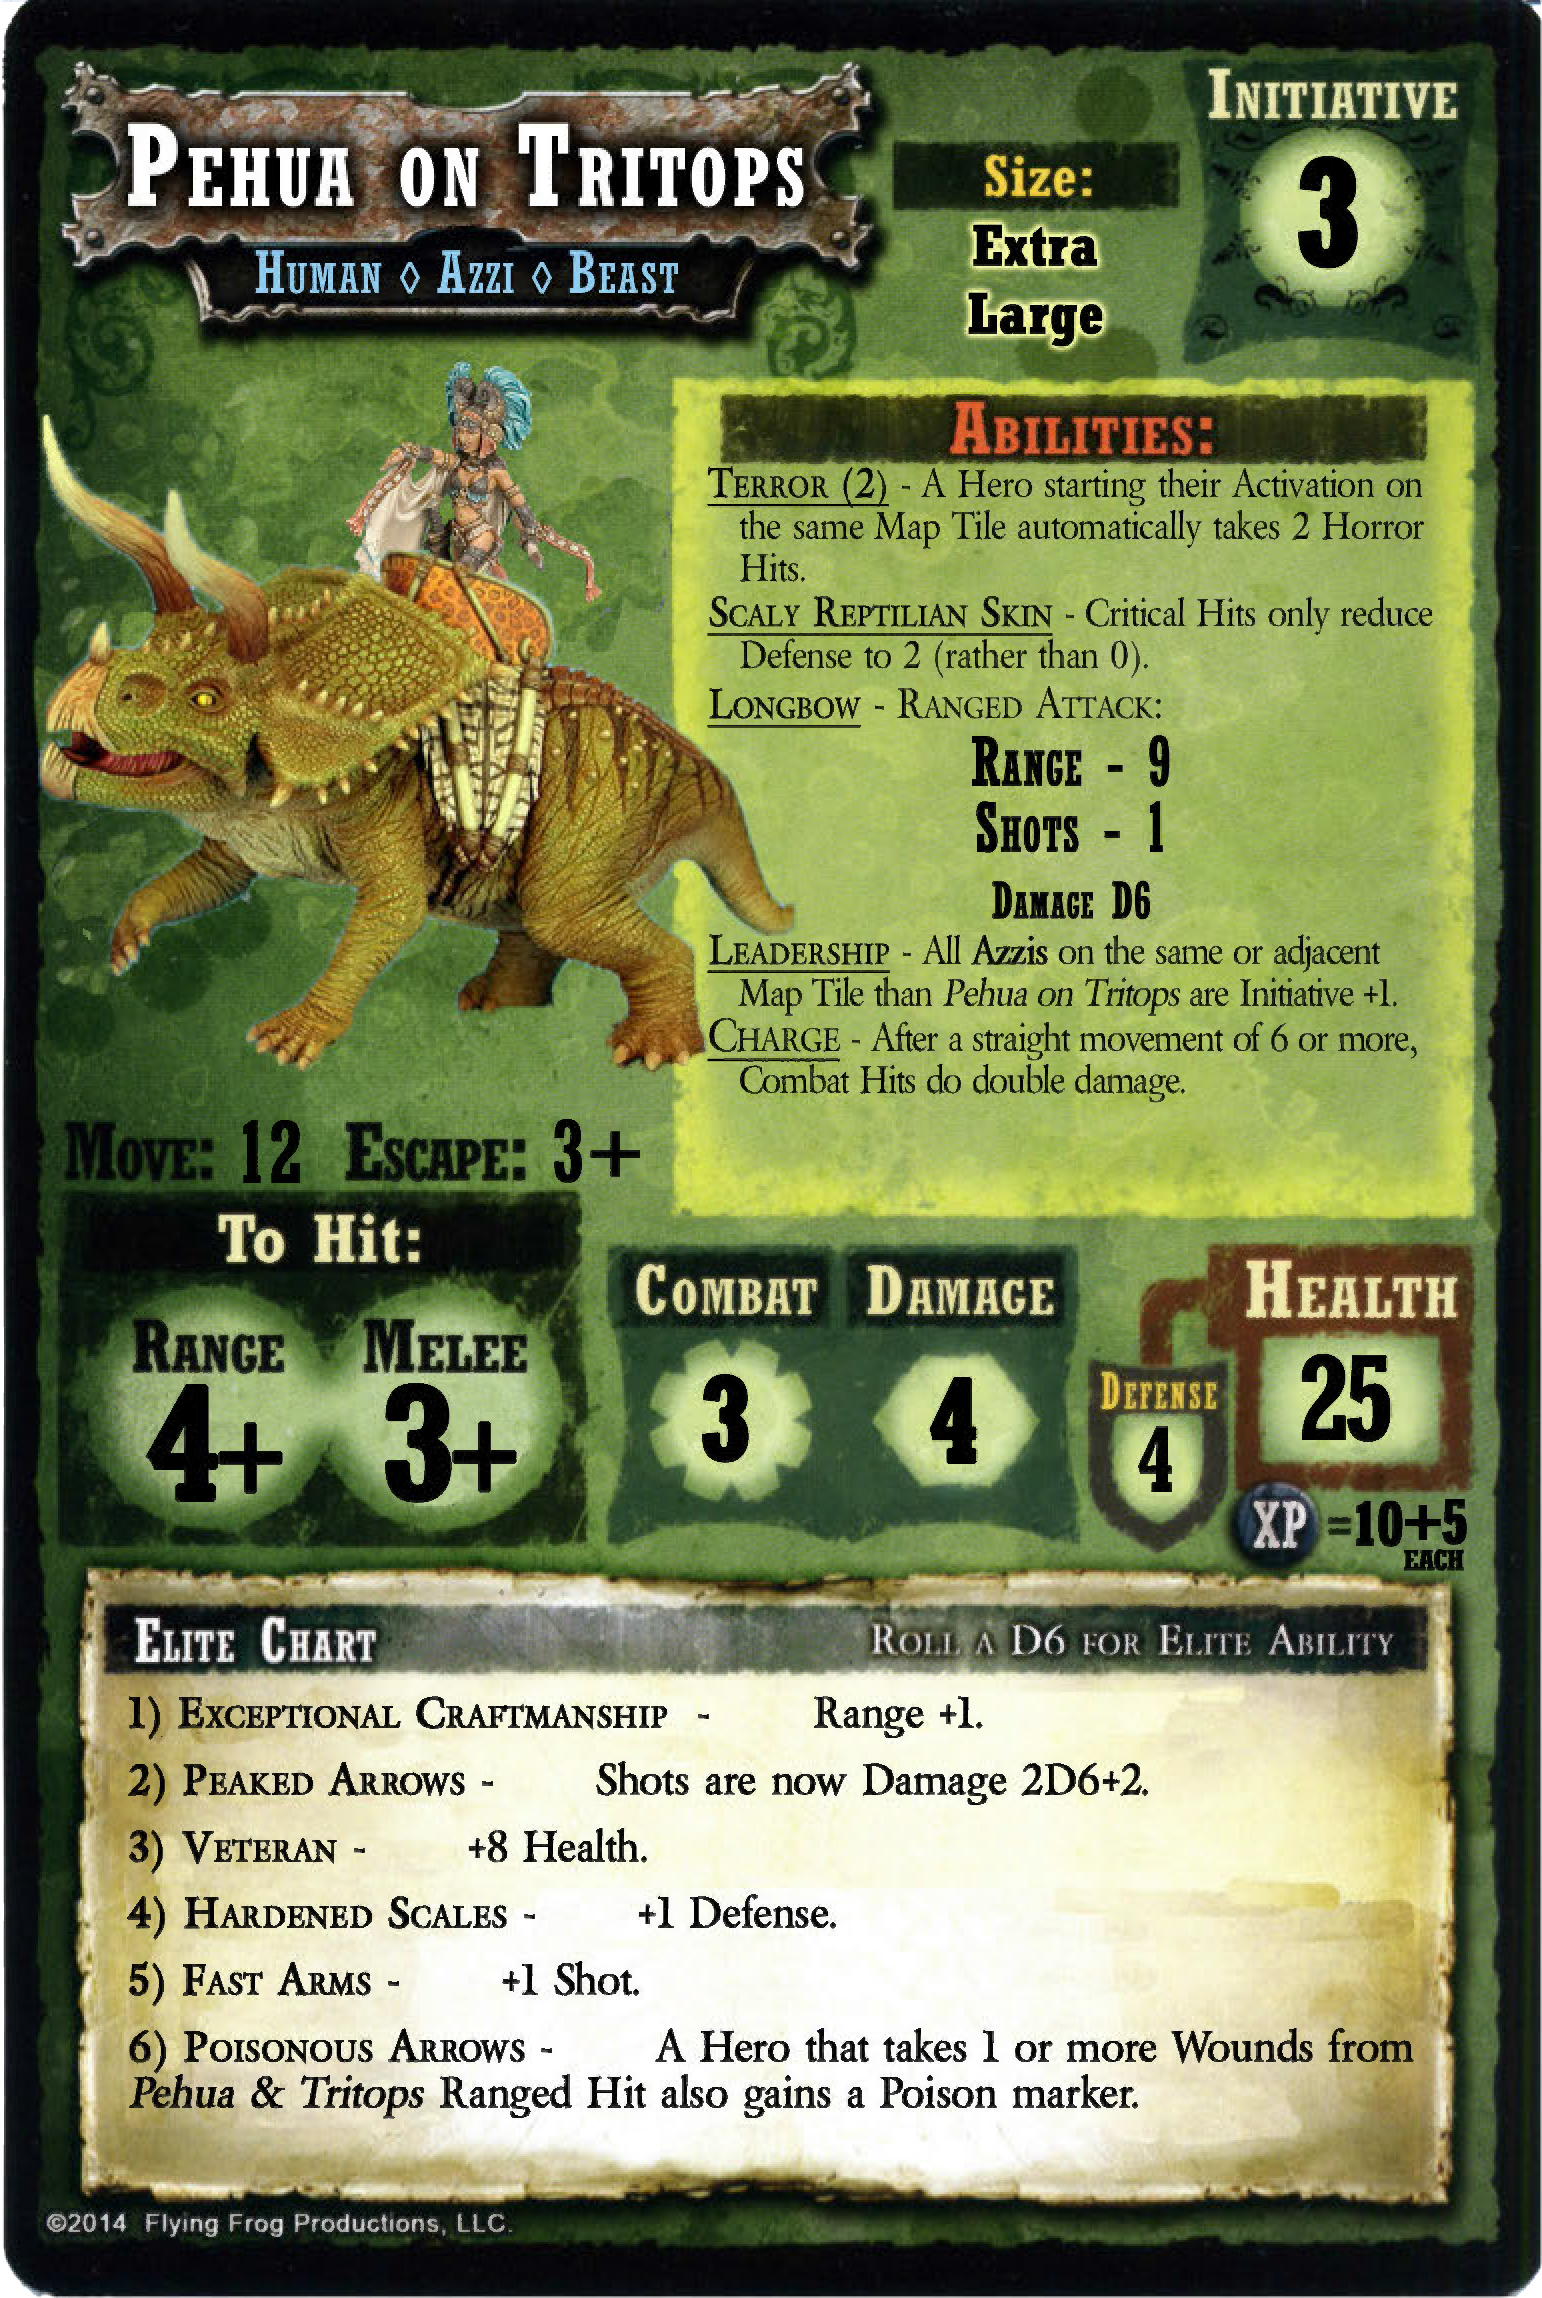 PEHUA ON TRITOPS
HUMAN ◊ AZZI ◊ BEAST
Size:
Extra
Large
INITIATIVE
3
ABILITIES:
TERROR (2) - A Hero starting their Activation on
the same Map Tile automatically takes 2 Horror
Hits.
SCALY REPTILIAN SKIN - Critical Hits only reduce
Defense to 2 (rather than 0).
LONGBOW - RANGED ATTACK:
RANGE - 9
SHOTS - 1
DAMAGE D6
LEADERSHIP - All Azzis on the same or adjacent
Map Tile than Pehua on Tritops are Initiative +1.
CHARGE - After a straight movement of 6 or more,
Combat Hits do double damage.
MOVE: 12 ESCAPE: 3+
To Hit:
RANGE MELEE
4+ 3+
COMBAT DAMAGE
3 4
DEFENSE
4
HEALTH
25
XP =10+5
EACH
ELITE CHART ROLL A D6 FOR ELITE ABILITY
1) EXCEPTIONAL CRAFTMANSHIP - Range +1.
2) PEAKED ARROWS - Shots are now Damage 2D6+2.
3) VETERAN - +8 Health.
4) HARDENED SCALES - +1 Defense.
5) FAST ARMS - +1 Shot.
6) POISONOUS ARROWS - A Hero that takes 1 or more Wounds from
Pehua & Tritops Ranged Hit also gains a Poison marker.
©2014 Flying Frog Productions, LLC.